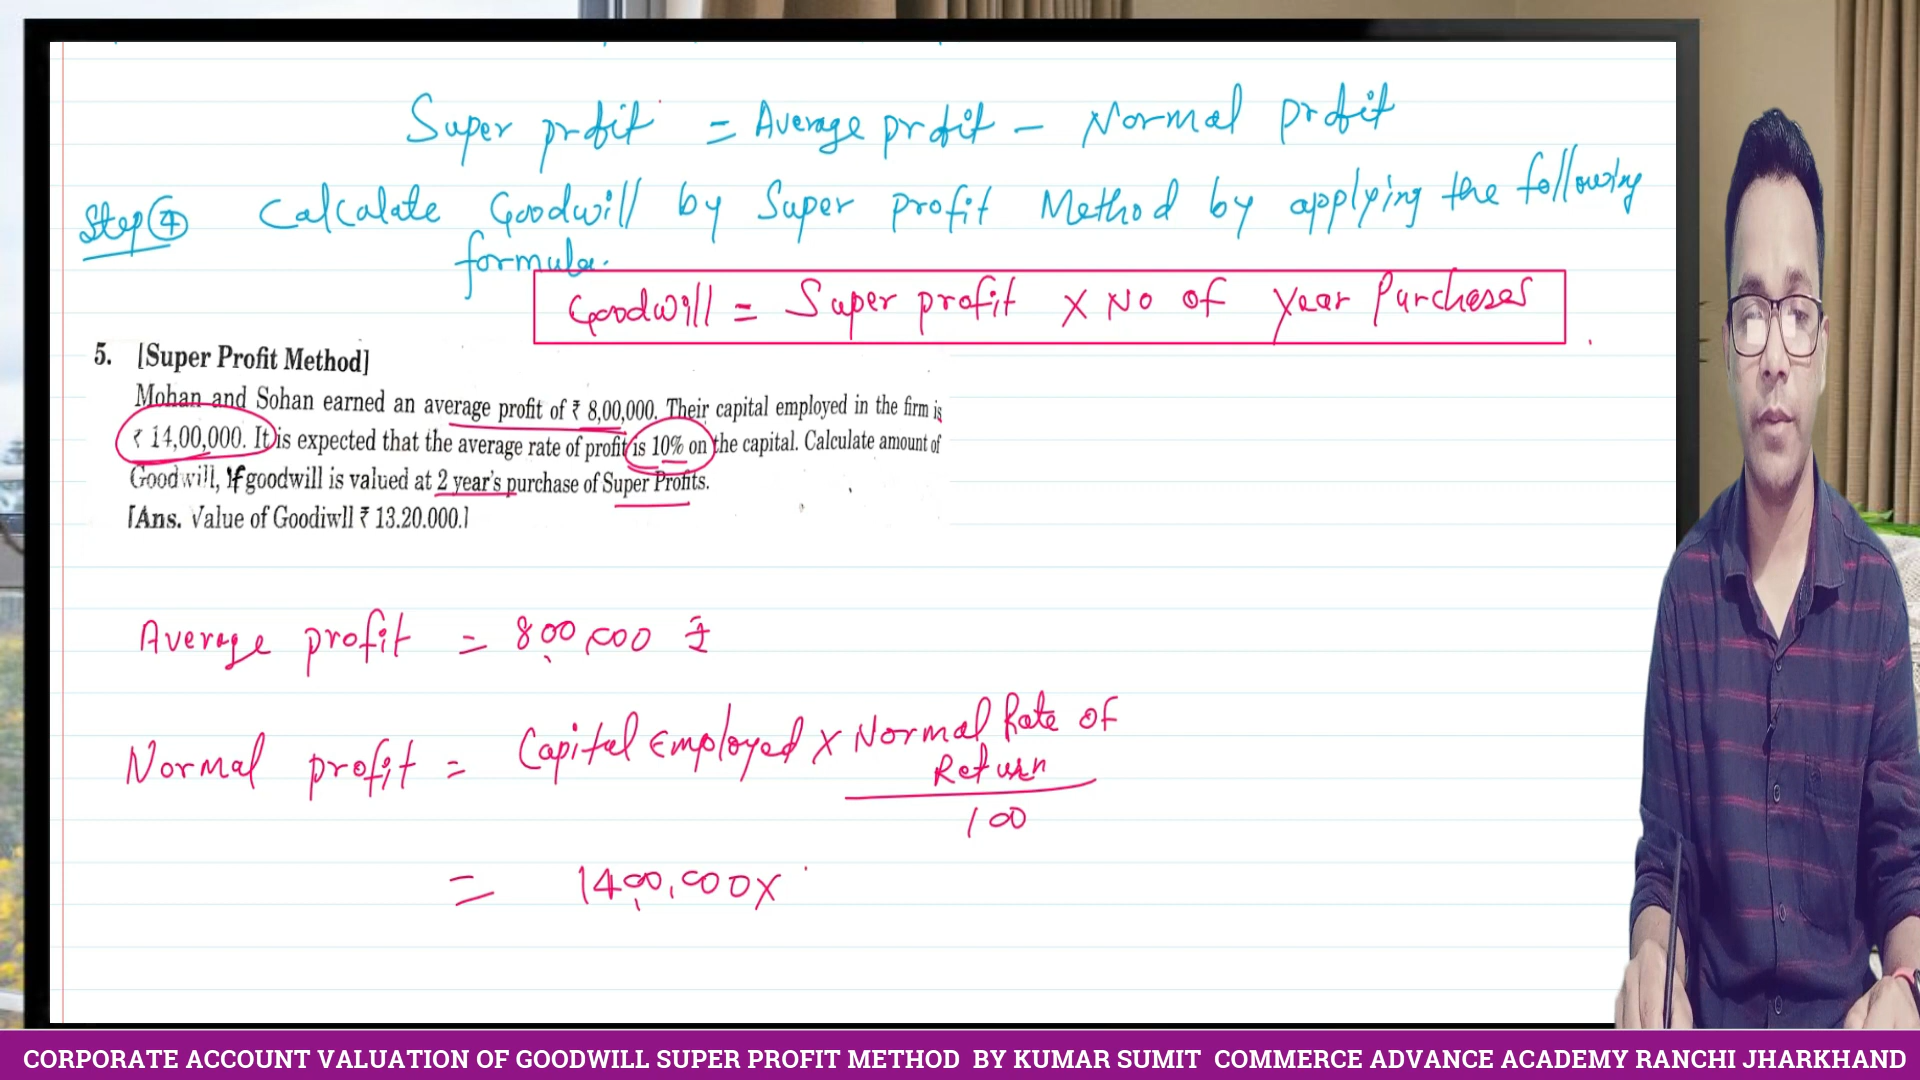 Super profit = Average profit - Normal profit
Step 4 Calcalate Goodwill by Super profit Method by applying the following
formula.
Goodwill = Super profit x No of year Purchases
5. [Super Profit Method]
Mohan and Sohan earned an average profit of ₹ 8,00,000. Their capital employed in the firm is
₹ 14,00,000. It is expected that the average rate of profit is 10% on the capital. Calculate amount of
Goodwill, If goodwill is valued at 2 year's purchase of Super Profits.
[Ans. Value of Goodiwll ₹ 13.20.000.]
Average profit = 800,000 ₹
Normal profit = Capital Employed x Normal Rate of
Return
100
= 1400,000 x
CORPORATE ACCOUNT VALUATION OF GOODWILL SUPER PROFIT METHOD BY KUMAR SUMIT COMMERCE ADVANCE ACADEMY RANCHI JHARKHAND